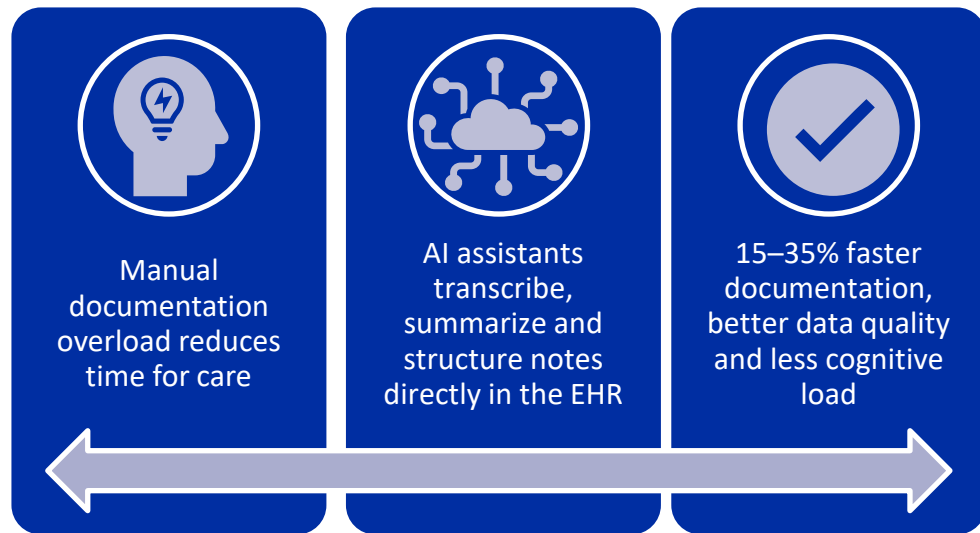 Manual
documentation
overload reduces
time for care
AI assistants
transcribe,
summarize and
structure notes
directly in the EHR
15–35% faster
documentation,
better data quality
and less cognitive
load